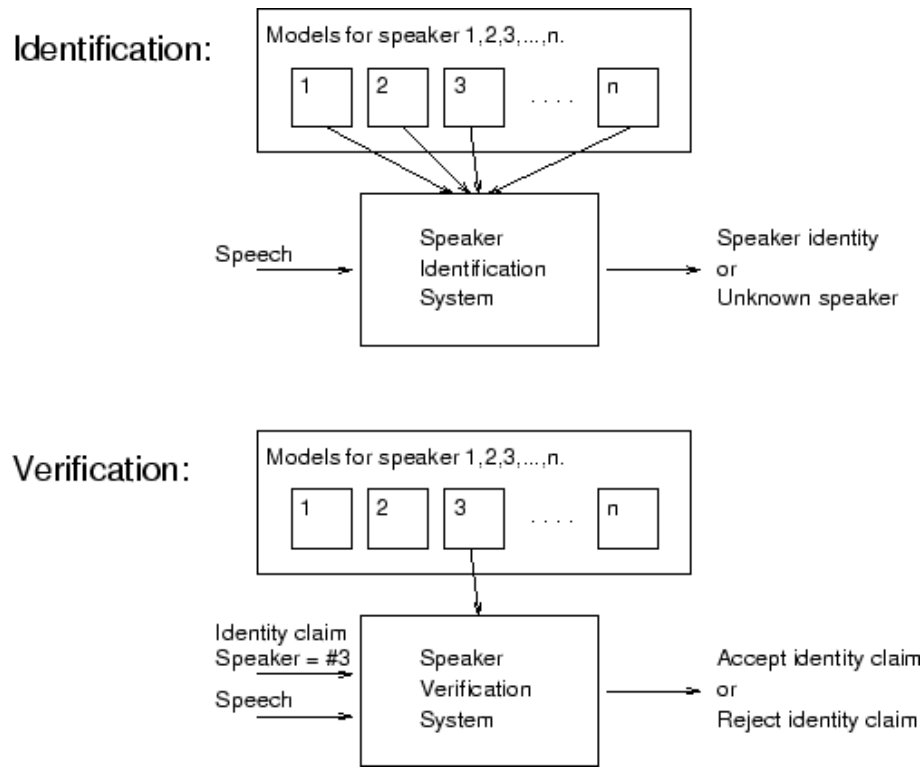 Identification:
Models for speaker 1,2,3,...,n.
1 2 3 . . . . n
Speech
Speaker
Identification
System
Speaker identity
or
Unknown speaker
Verification:
Models for speaker 1,2,3,...,n.
1 2 3 . . . . n
Identity claim
Speaker = #3
Speech
Speaker
Verification
System
Accept identity claim
or
Reject identity claim